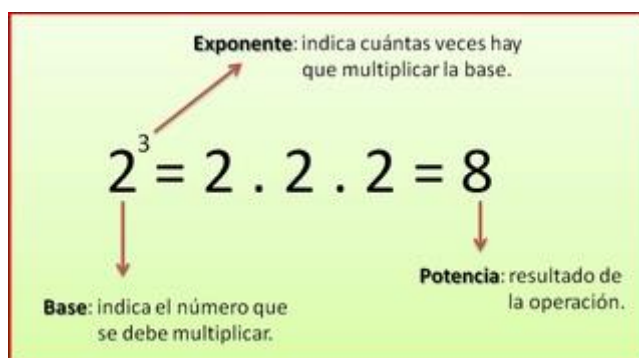 Exponente: indica cuántas veces hay
que multiplicar la base.
2³ = 2 . 2 . 2 = 8
Base: indica el número que
se debe multiplicar.
Potencia: resultado de
la operación.